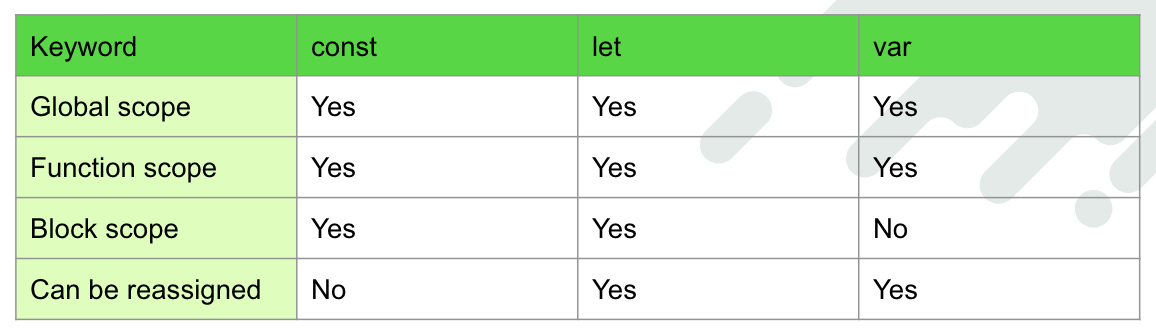 Keyword const let var
Global scope Yes Yes Yes
Function scope Yes Yes Yes
Block scope Yes Yes No
Can be reassigned No Yes Yes